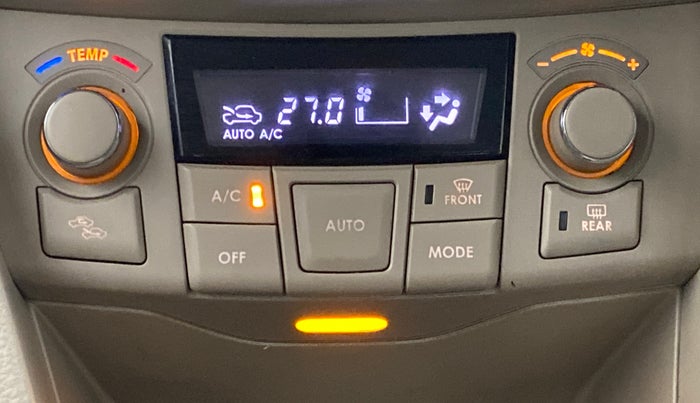 TEMP
- +
27.0
AUTO A/C
A/C
AUTO
FRONT
REAR
OFF
MODE